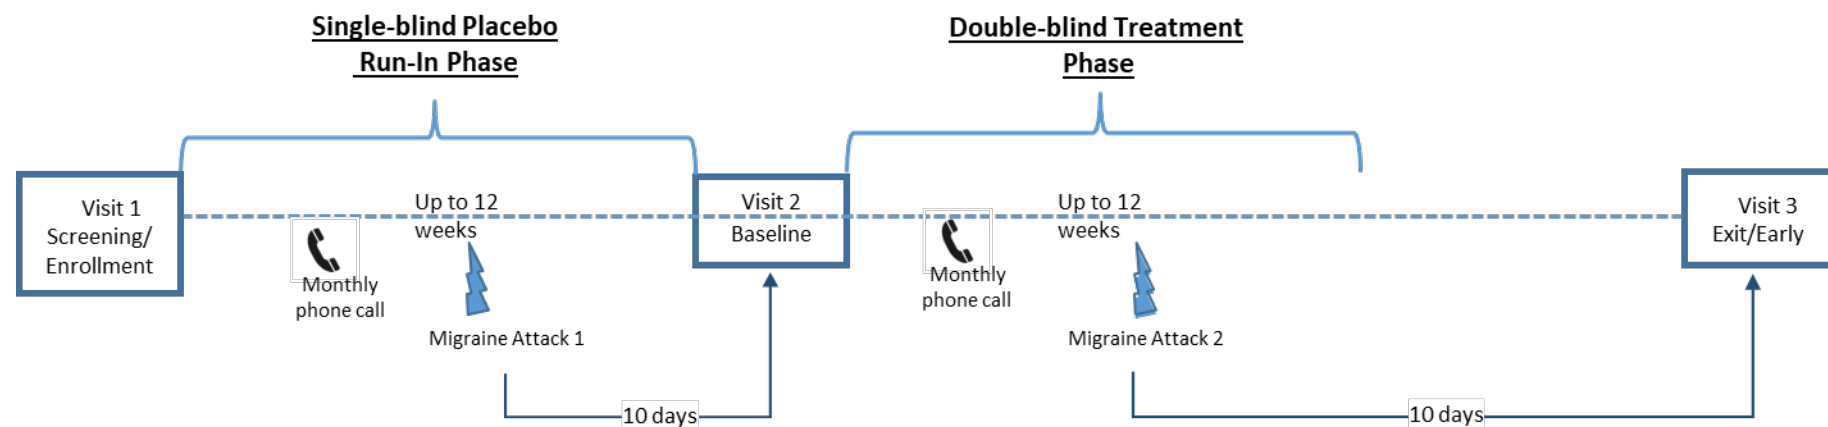 Single-blind Placebo
Run-In Phase
Double-blind Treatment
Phase
Visit 1
Screening/
Enrollment
Up to 12
weeks
Monthly
phone call
Migraine Attack 1
10 days
Visit 2
Baseline
Up to 12
weeks
Monthly
phone call
Migraine Attack 2
10 days
Visit 3
Exit/Early